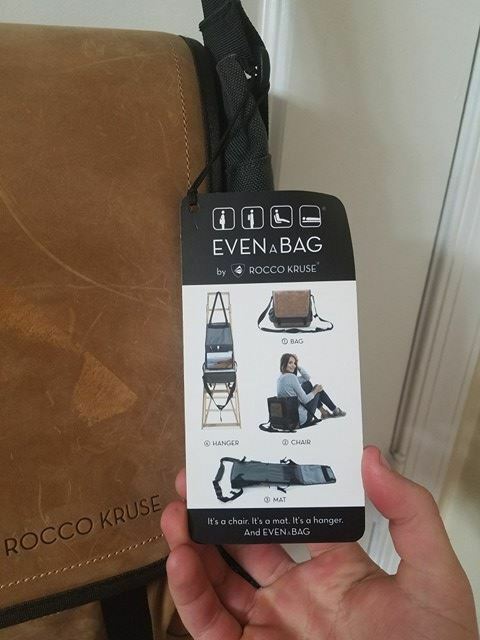 EVEN A BAG
by ROCCO KRUSE®
① BAG
④ HANGER
② CHAIR
③ MAT
It's a chair. It's a mat. It's a hanger.
And EVEN A BAG
ROCCO KRUSE